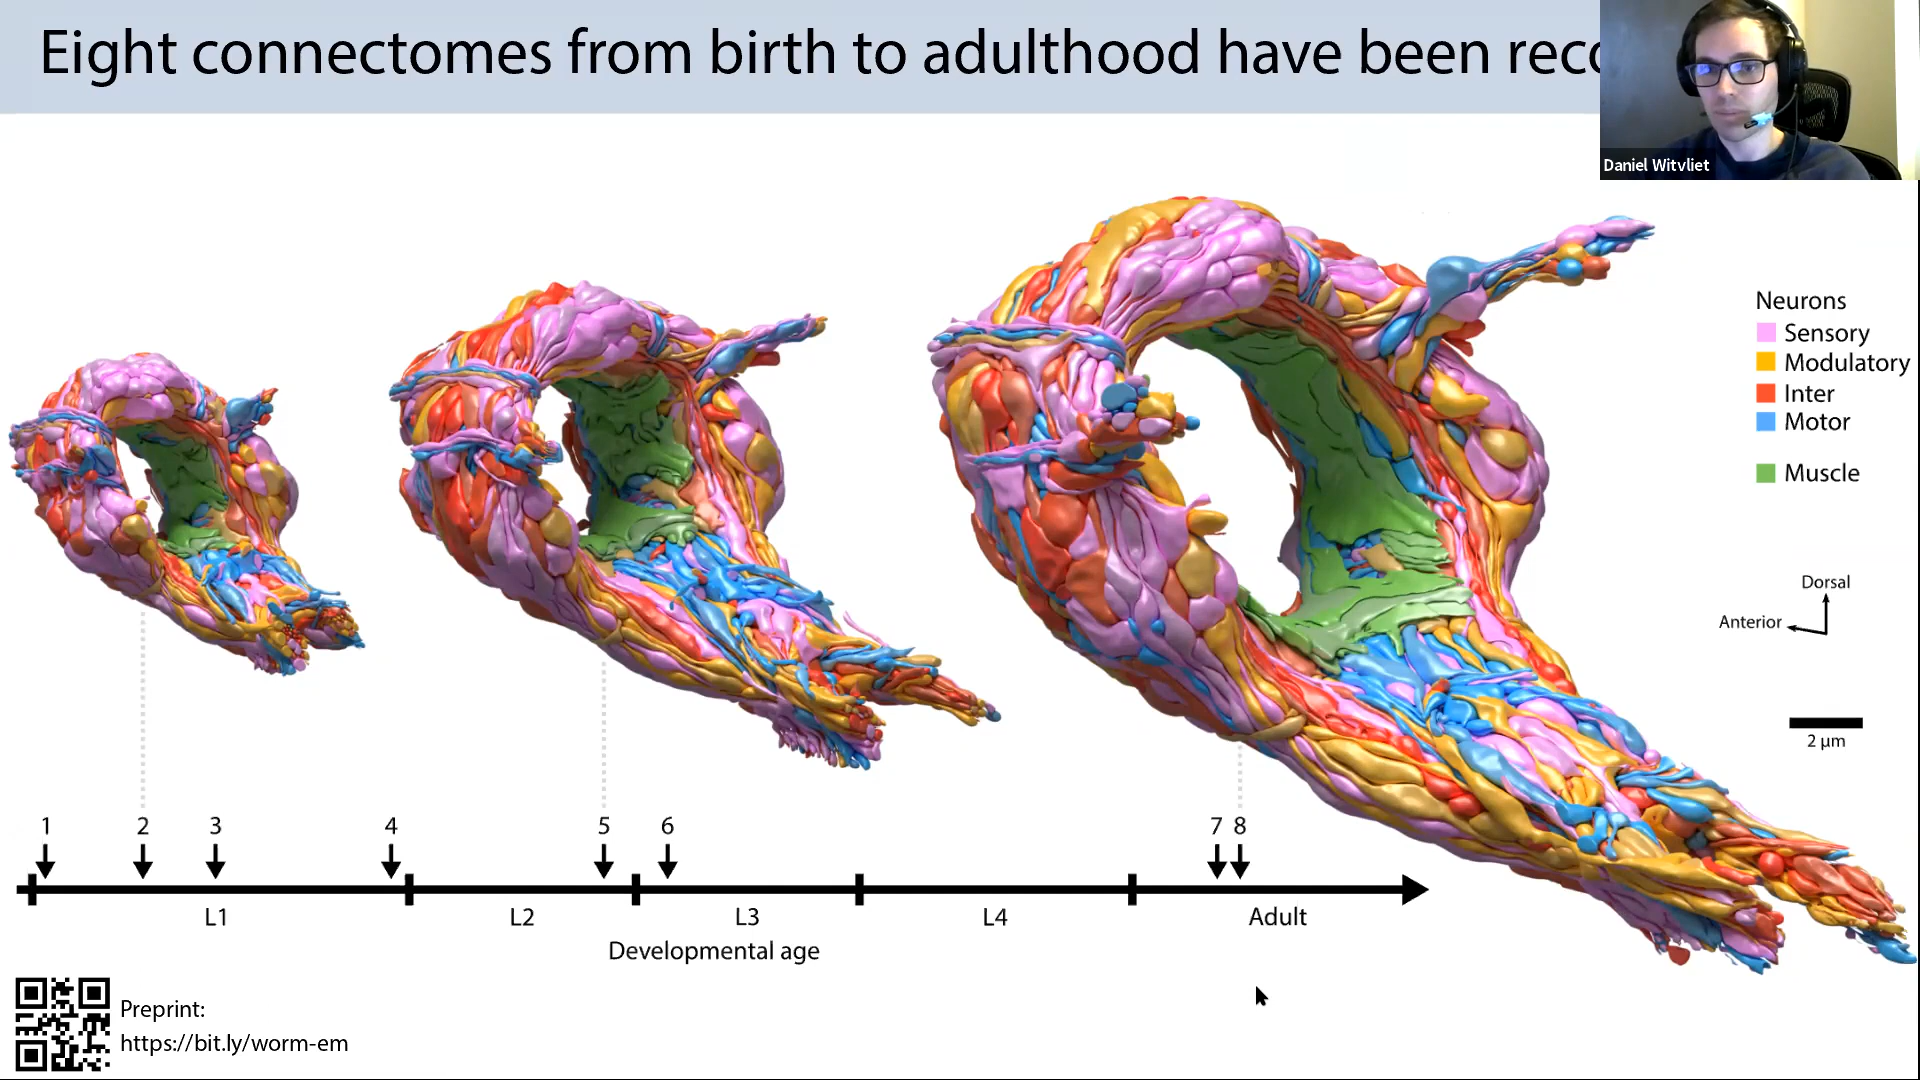 Eight connectomes from birth to adulthood have been reco
Daniel Witvliet
Neurons
Sensory
Modulatory
Inter
Motor
Muscle
Dorsal
Anterior
2 µm
1 2 3 4 5 6 7 8
L1 L2 L3 L4 Adult
Developmental age
Preprint:
https://bit.ly/worm-em